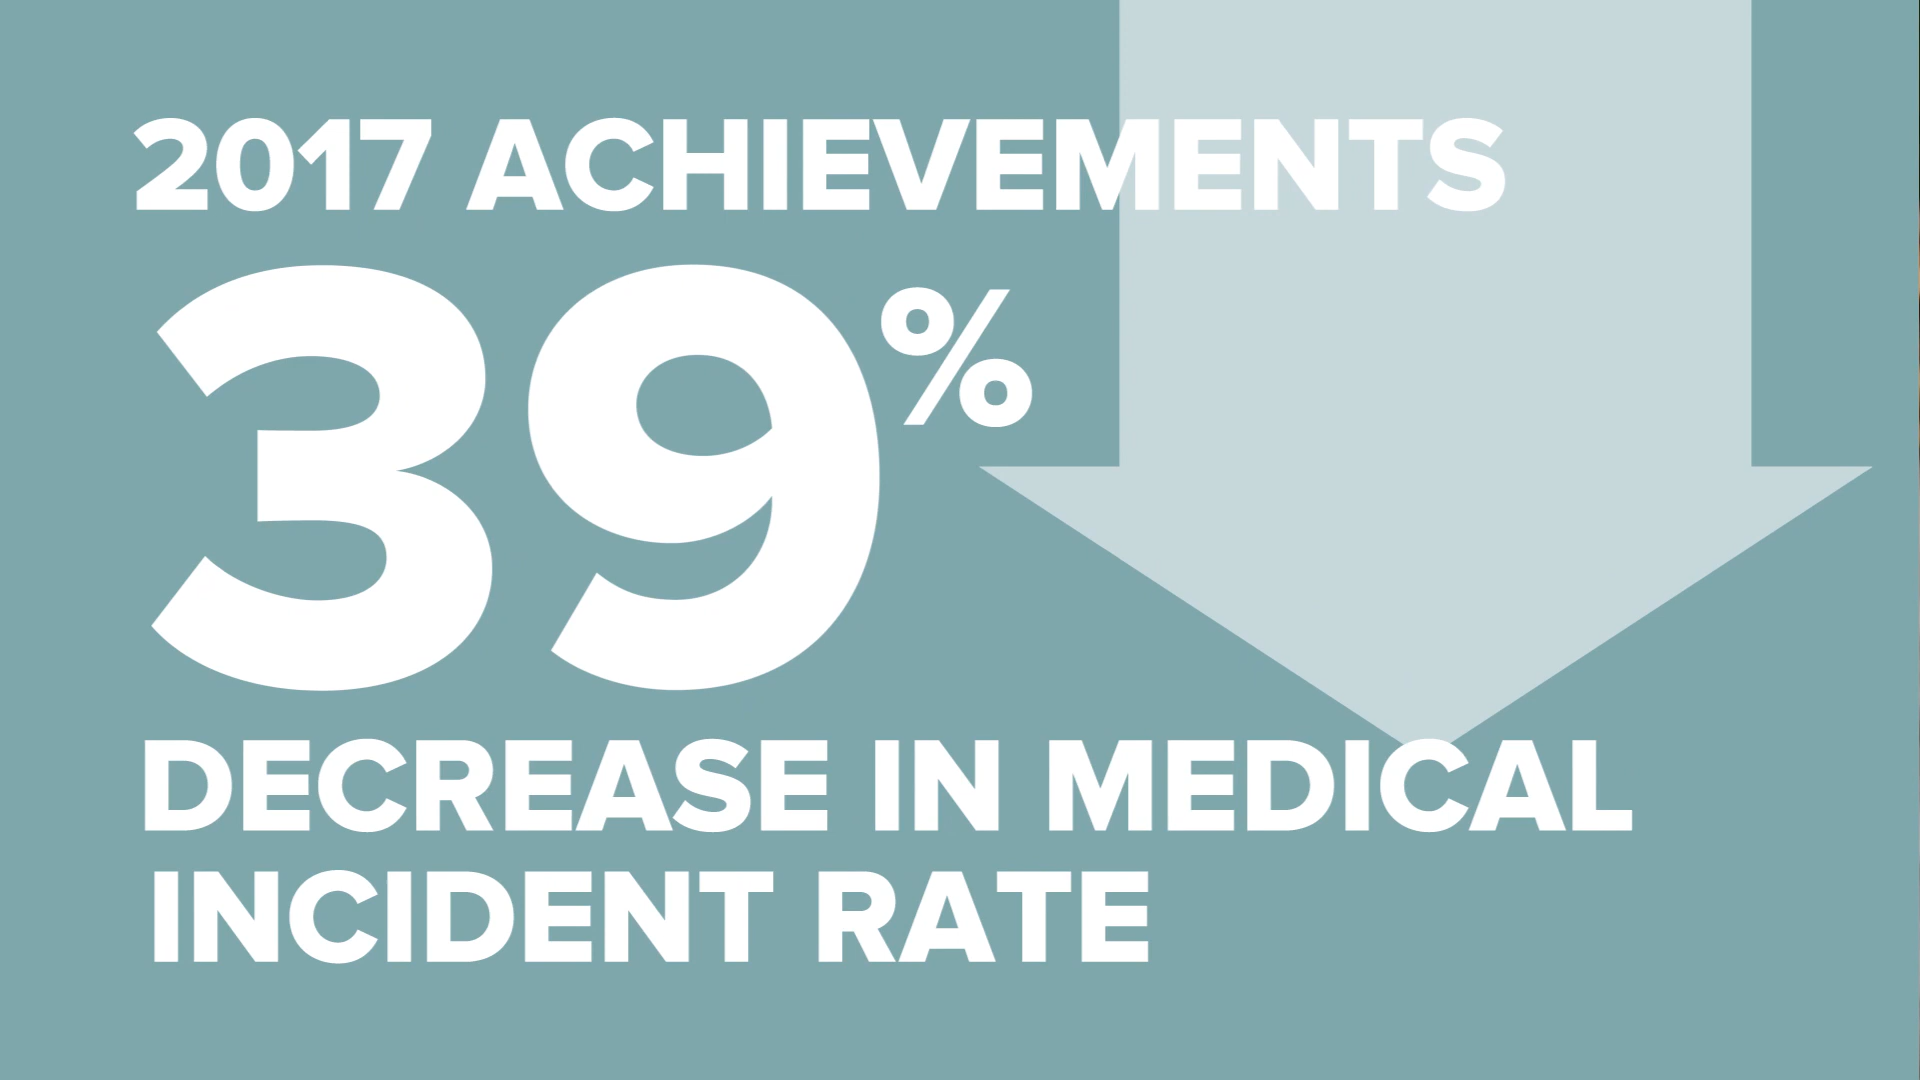 2017 ACHIEVEMENTS
39%
DECREASE IN MEDICAL
INCIDENT RATE